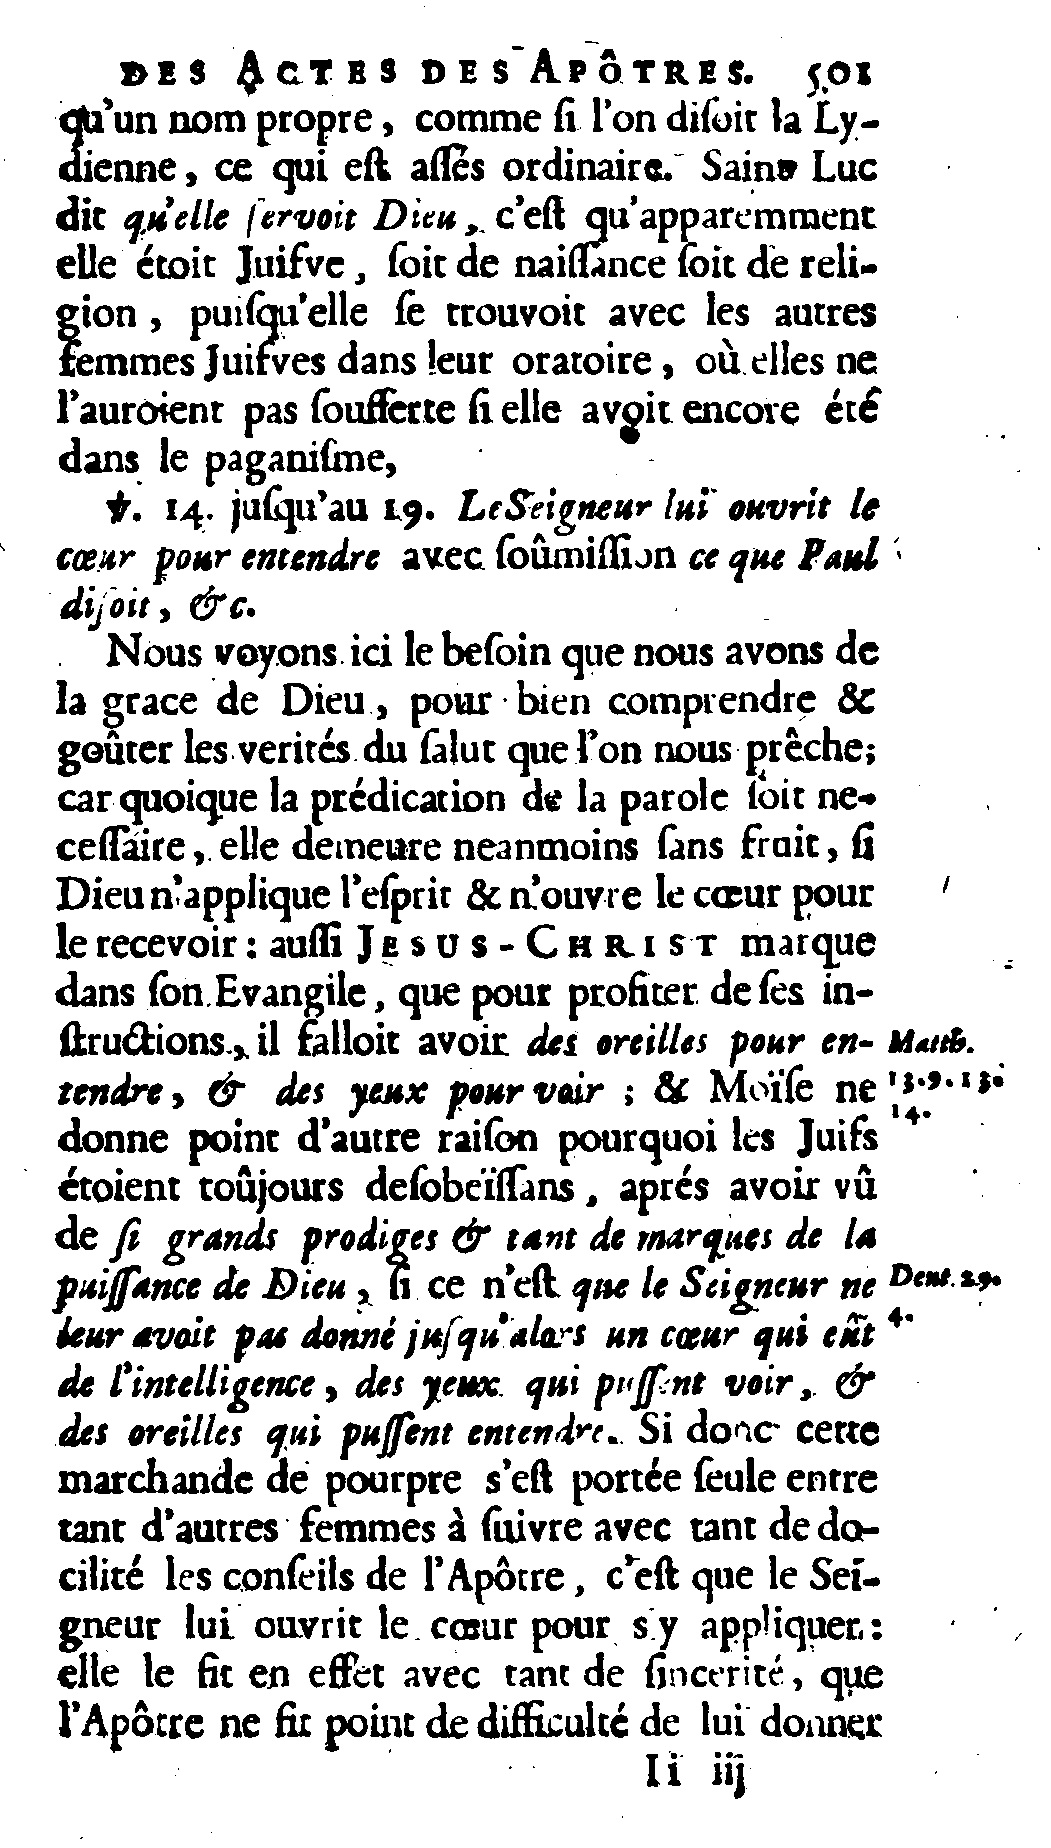 DES ACTES DES APÔTRES. 501
qu'un nom propre, comme ſi l'on diſoit la Ly-
dienne, ce qui eſt aſſés ordinaire. Saint Luc
dit qu'elle ſervoit Dieu, c'eſt qu'apparemment
elle étoit Juifve, ſoit de naiſſance ſoit de reli-
gion, puiſqu'elle ſe trouvoit avec les autres
femmes Juifves dans leur oratoire, où elles ne
l'auroient pas ſoufferte ſi elle avoit encore été
dans le paganiſme,
℣. 14. juſqu'au 19. Le Seigneur lui ouvrit le
cœur pour entendre avec ſoûmiſſion ce que Paul
diſoit, &c.
Nous voyons ici le beſoin que nous avons de
la grace de Dieu, pour bien comprendre &
goûter les verités du ſalut que l'on nous prêche;
car quoique la prédication de la parole ſoit ne-
ceſſaire, elle demeure neanmoins ſans fruit, ſi
Dieu n'applique l'eſprit & n'ouvre le cœur pour
le recevoir: auſſi JESUS-CHRIST marque
dans ſon Evangile, que pour profiter de ſes in-
ſtructions, il falloit avoir des oreilles pour en-
tendre, & des yeux pour voir; & Moïſe ne
donne point d'autre raiſon pourquoi les Juifs
étoient toûjours deſobeïſſans, aprés avoir vû
de ſi grands prodiges & tant de marques de la
puiſſance de Dieu, ſi ce n'eſt que le Seigneur ne
leur avoit pas donné juſqu'alors un cœur qui eût
de l'intelligence, des yeux qui puſſent voir, &
des oreilles qui puſſent entendre. Si donc cette
marchande de pourpre s'eſt portée ſeule entre
tant d'autres femmes à ſuivre avec tant de do-
cilité les conſeils de l'Apôtre, c'eſt que le Sei-
gneur lui ouvrit le cœur pour s'y appliquer:
elle le fit en effet avec tant de ſincerité, que
l'Apôtre ne fit point de difficulté de lui donner
Ii iij
Matth.
13.9.13.
14.
Deut. 29.
4.